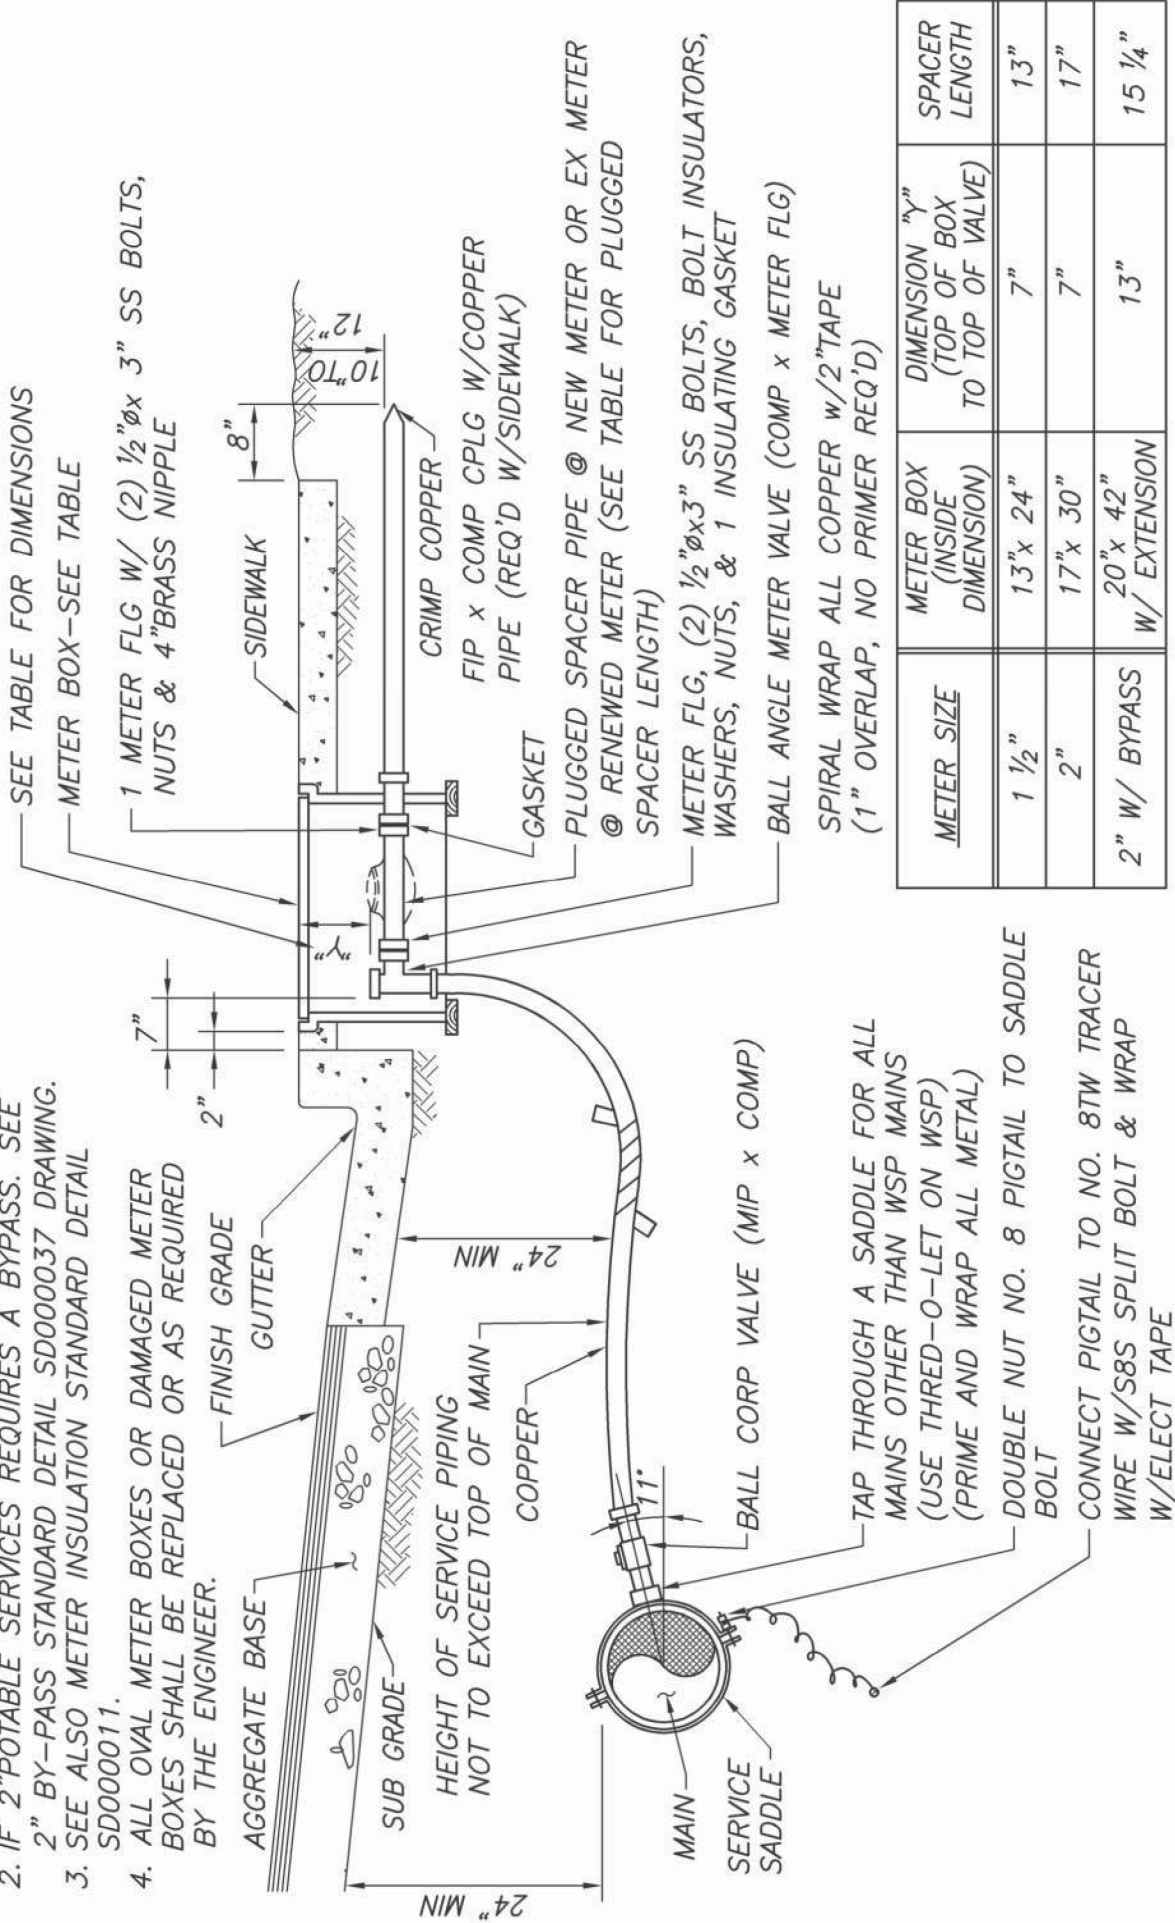 2. IF 2" POTABLE SERVICES REQUIRES A BYPASS. SEE
2" BY-PASS STANDARD DETAIL SD000037 DRAWING.
3. SEE ALSO METER INSULATION STANDARD DETAIL
SD000011.
4. ALL OVAL METER BOXES OR DAMAGED METER
BOXES SHALL BE REPLACED OR AS REQUIRED
BY THE ENGINEER.
SEE TABLE FOR DIMENSIONS
METER BOX-SEE TABLE
1 METER FLG W/ (2) ½"øx 3" SS BOLTS,
NUTS & 4"BRASS NIPPLE
SIDEWALK
8"
10"TO
12"
7"
2"
"Y"
FINISH GRADE
GUTTER
AGGREGATE BASE
SUB GRADE
24" MIN
24" MIN
HEIGHT OF SERVICE PIPING
NOT TO EXCEED TOP OF MAIN
COPPER
11°
MAIN
SERVICE
SADDLE
CRIMP COPPER
FIP x COMP CPLG W/COPPER
PIPE (REQ'D W/SIDEWALK)
GASKET
PLUGGED SPACER PIPE @ NEW METER OR EX METER
@ RENEWED METER (SEE TABLE FOR PLUGGED
SPACER LENGTH)
METER FLG, (2) ½"øx3" SS BOLTS, BOLT INSULATORS,
WASHERS, NUTS, & 1 INSULATING GASKET
BALL ANGLE METER VALVE (COMP x METER FLG)
SPIRAL WRAP ALL COPPER w/2"TAPE
(1" OVERLAP, NO PRIMER REQ'D)
BALL CORP VALVE (MIP x COMP)
TAP THROUGH A SADDLE FOR ALL
MAINS OTHER THAN WSP MAINS
(USE THRED-O-LET ON WSP)
(PRIME AND WRAP ALL METAL)
DOUBLE NUT NO. 8 PIGTAIL TO SADDLE
BOLT
CONNECT PIGTAIL TO NO. 8TW TRACER
WIRE W/S8S SPLIT BOLT & WRAP
W/ELECT TAPE
METER SIZE
METER BOX
(INSIDE
DIMENSION)
DIMENSION "Y"
(TOP OF BOX
TO TOP OF VALVE)
SPACER
LENGTH
1 ½"
13"x 24"
7"
13"
2"
17"x 30"
7"
17"
2" W/ BYPASS
20"x 42"
W/ EXTENSION
13"
15 ¼"